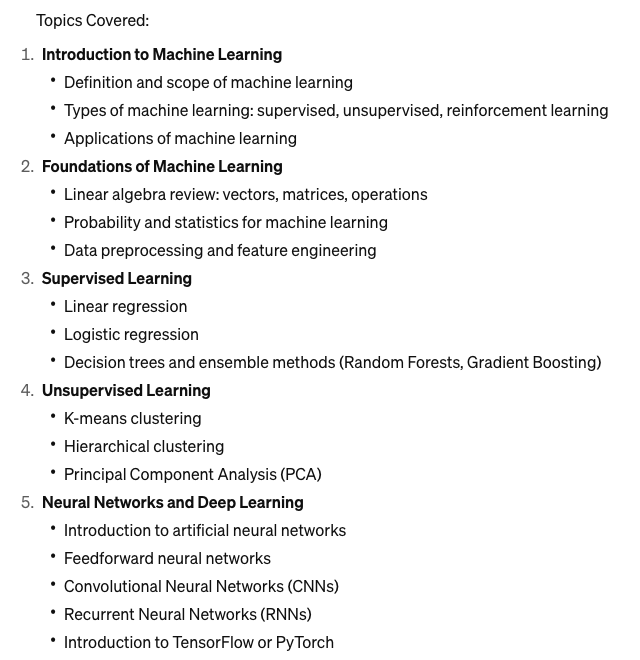 Topics Covered:
1. Introduction to Machine Learning
• Definition and scope of machine learning
• Types of machine learning: supervised, unsupervised, reinforcement learning
• Applications of machine learning
2. Foundations of Machine Learning
• Linear algebra review: vectors, matrices, operations
• Probability and statistics for machine learning
• Data preprocessing and feature engineering
3. Supervised Learning
• Linear regression
• Logistic regression
• Decision trees and ensemble methods (Random Forests, Gradient Boosting)
4. Unsupervised Learning
• K-means clustering
• Hierarchical clustering
• Principal Component Analysis (PCA)
5. Neural Networks and Deep Learning
• Introduction to artificial neural networks
• Feedforward neural networks
• Convolutional Neural Networks (CNNs)
• Recurrent Neural Networks (RNNs)
• Introduction to TensorFlow or PyTorch